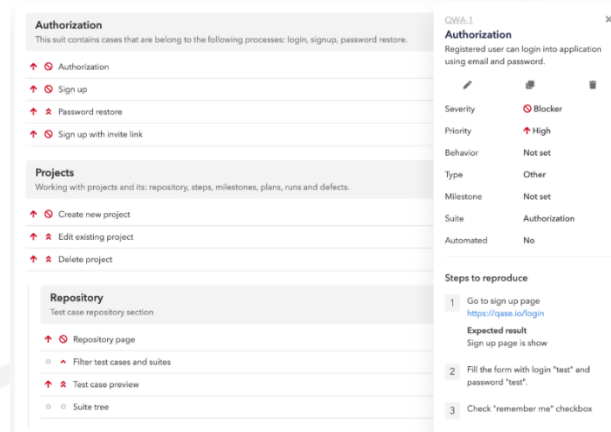 Authorization
This suit contains cases that are belong to the following processes: login, signup, password restore.
Authorization
Sign up
Password restore
Sign up with invite link
Projects
Working with projects and its: repository, steps, milestones, plans, runs and defects.
Create new project
Edit existing project
Delete project
Repository
Test case repository section
Repository page
Filter test cases and suites
Test case preview
Suite tree
QWA-1
Authorization
Registered user can login into application
using email and password.
Severity Blocker
Priority High
Behavior Not set
Type Other
Milestone Not set
Suite Authorization
Automated No
Steps to reproduce
1 Go to sign up page
https://qase.io/login
Expected result
Sign up page is show
2 Fill the form with login "test" and
password "test".
3 Check "remember me" checkbox